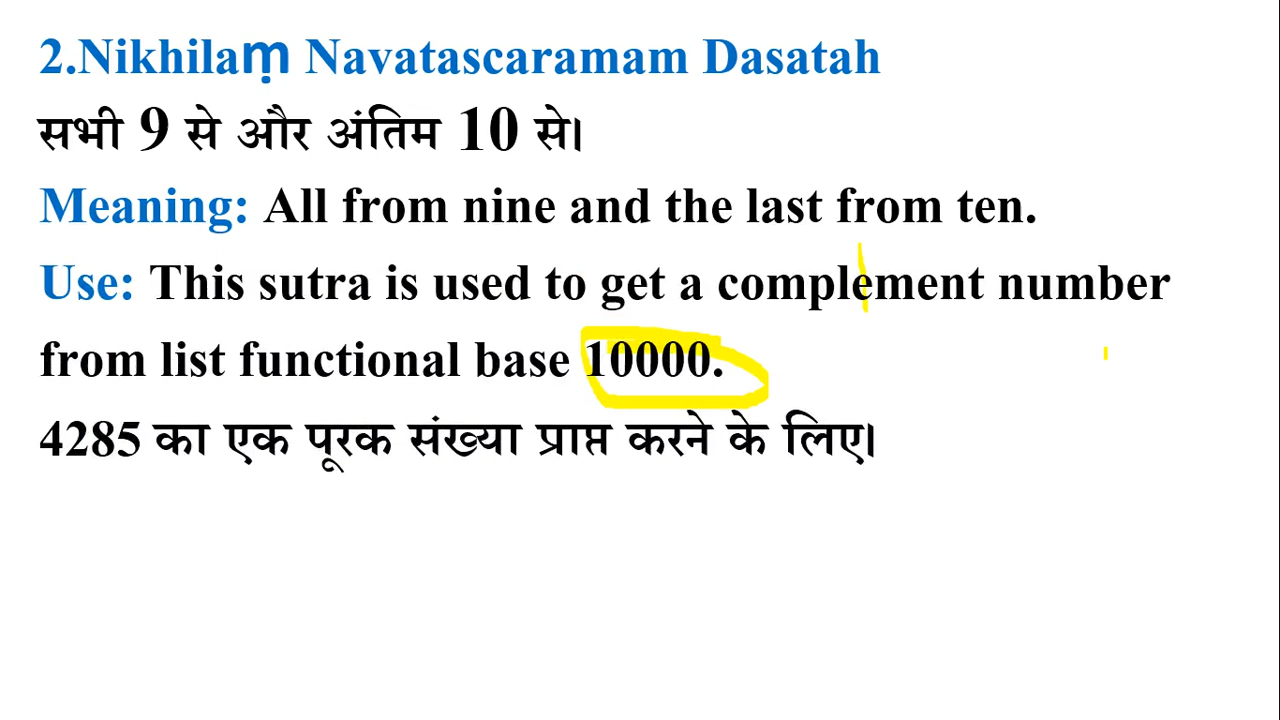 2.Nikhilaṃ Navatascaramam Dasatah
सभी 9 से और अंतिम 10 से।
Meaning: All from nine and the last from ten.
Use: This sutra is used to get a complement number
from list functional base 10000.
4285 का एक पूरक संख्या प्राप्त करने के लिए।